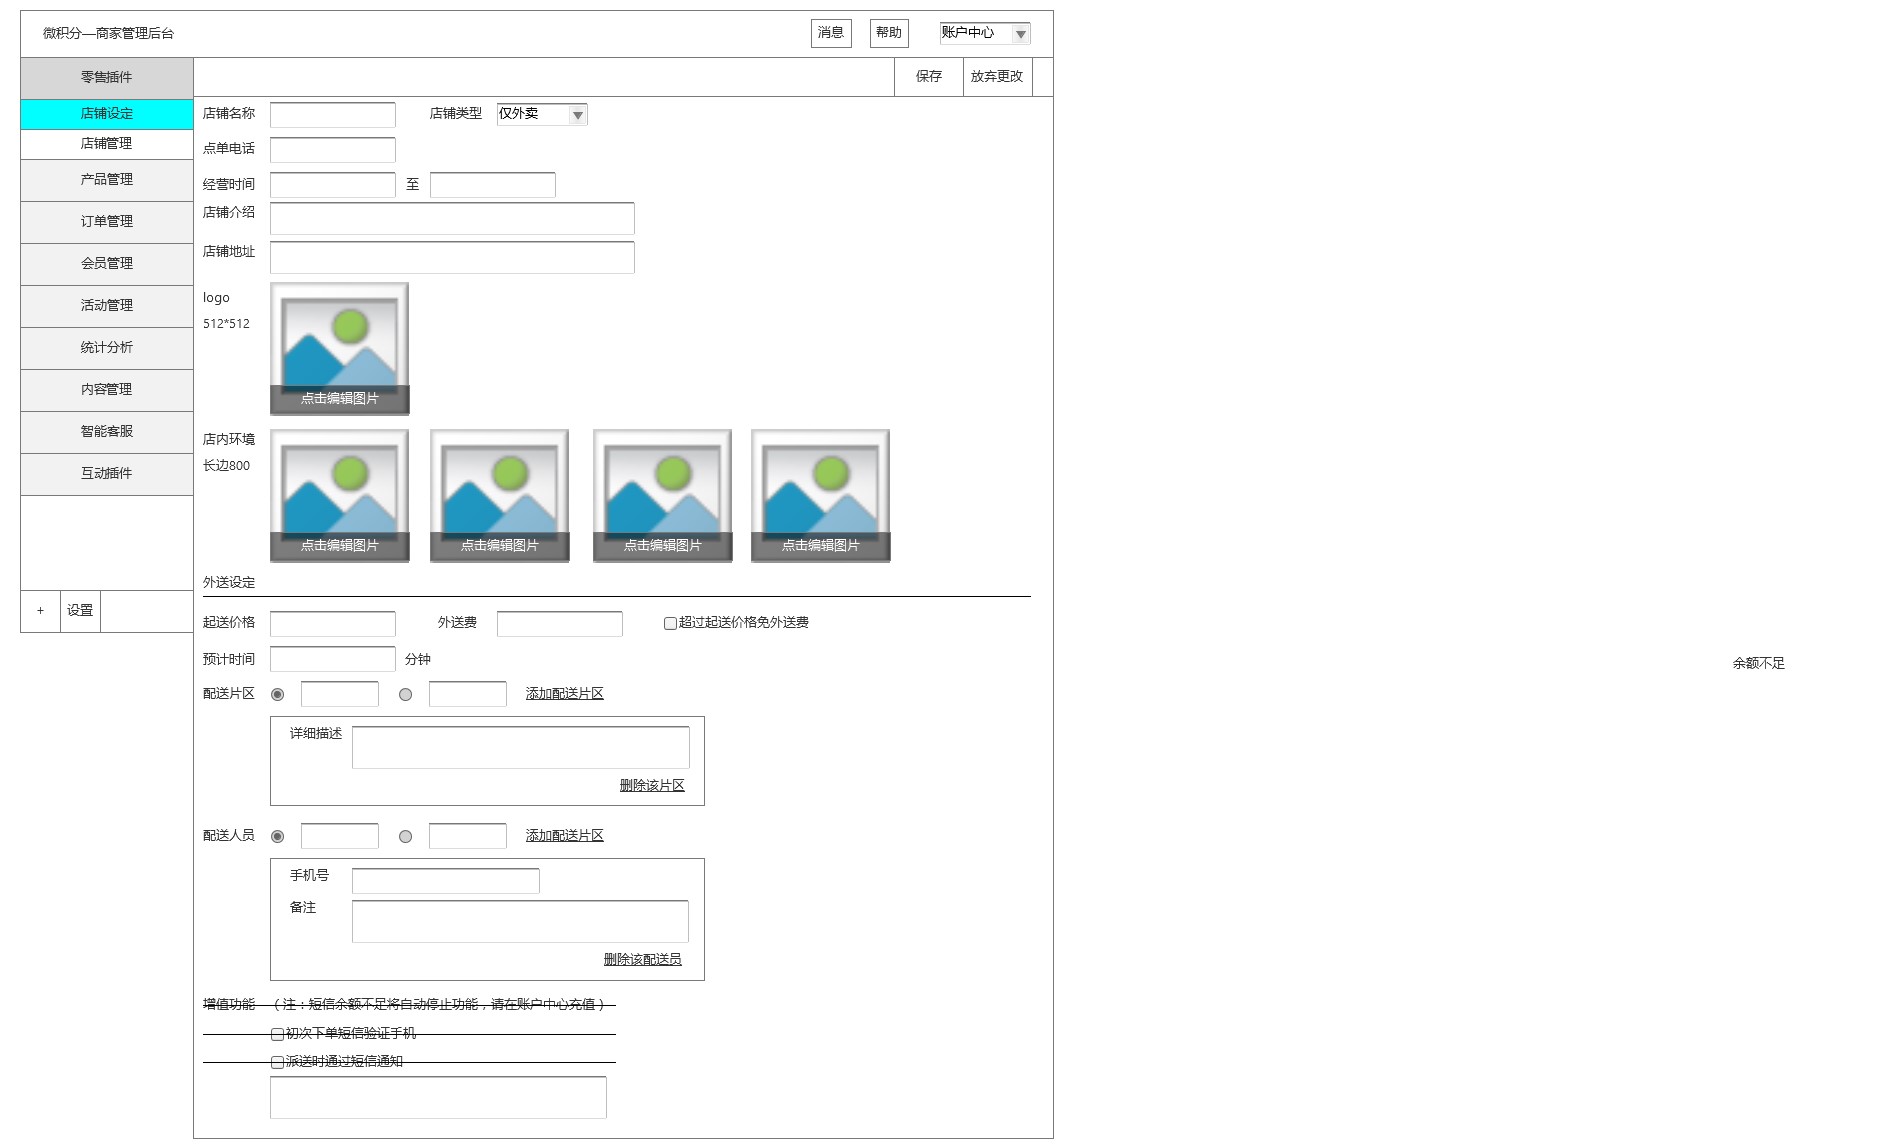 微积分—商家管理后台 消息 帮助 账户中心
零售插件 保存 放弃更改
店铺设定
店铺管理
产品管理
订单管理
会员管理
活动管理
统计分析
内容管理
智能客服
互动插件
+ 设置
店铺名称 店铺类型 仅外卖
点单电话
经营时间 至
店铺介绍
店铺地址
logo
512*512
点击编辑图片
店内环境
长边800
点击编辑图片 点击编辑图片 点击编辑图片 点击编辑图片
外送设定
起送价格 外送费 超过起送价格免外送费
预计时间 分钟
余额不足
配送片区 添加配送片区
详细描述
删除该片区
配送人员 添加配送片区
手机号
备注
删除该配送员
增值功能 （注：短信余额不足将自动停止功能，请在账户中心充值）
初次下单短信验证手机
派送时通过短信通知